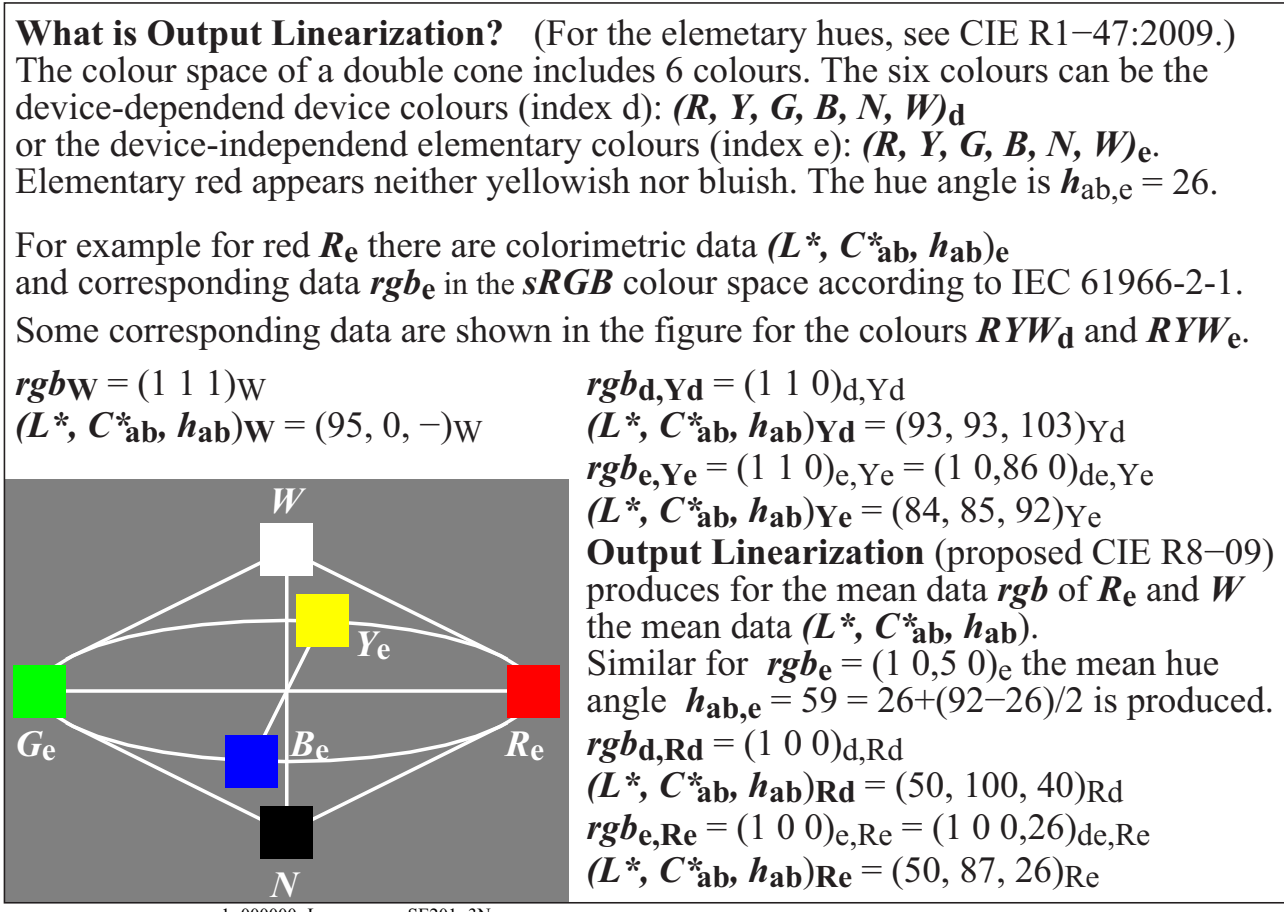 What is Output Linearization? (For the elemetary hues, see CIE R1−47:2009.)
The colour space of a double cone includes 6 colours. The six colours can be the
device-dependend device colours (index d): (R, Y, G, B, N, W)d
or the device-independend elementary colours (index e): (R, Y, G, B, N, W)e.
Elementary red appears neither yellowish nor bluish. The hue angle is hab,e = 26.
For example for red Re there are colorimetric data (L*, C*ab, hab)e
and corresponding data rgbe in the sRGB colour space according to IEC 61966-2-1.
Some corresponding data are shown in the figure for the colours RYWd and RYWe.
rgbW = (1 1 1)W
(L*, C*ab, hab)W = (95, 0, −)W
W
Ye
Ge
Be
Re
N
rgbd,Yd = (1 1 0)d,Yd
(L*, C*ab, hab)Yd = (93, 93, 103)Yd
rgbe,Ye = (1 1 0)e,Ye = (1 0,86 0)de,Ye
(L*, C*ab, hab)Ye = (84, 85, 92)Ye
Output Linearization (proposed CIE R8−09)
produces for the mean data rgb of Re and W
the mean data (L*, C*ab, hab).
Similar for rgbe = (1 0,5 0)e the mean hue
angle hab,e = 59 = 26+(92−26)/2 is produced.
rgbd,Rd = (1 0 0)d,Rd
(L*, C*ab, hab)Rd = (50, 100, 40)Rd
rgbe,Re = (1 0 0)e,Re = (1 0 0,26)de,Re
(L*, C*ab, hab)Re = (50, 87, 26)Re